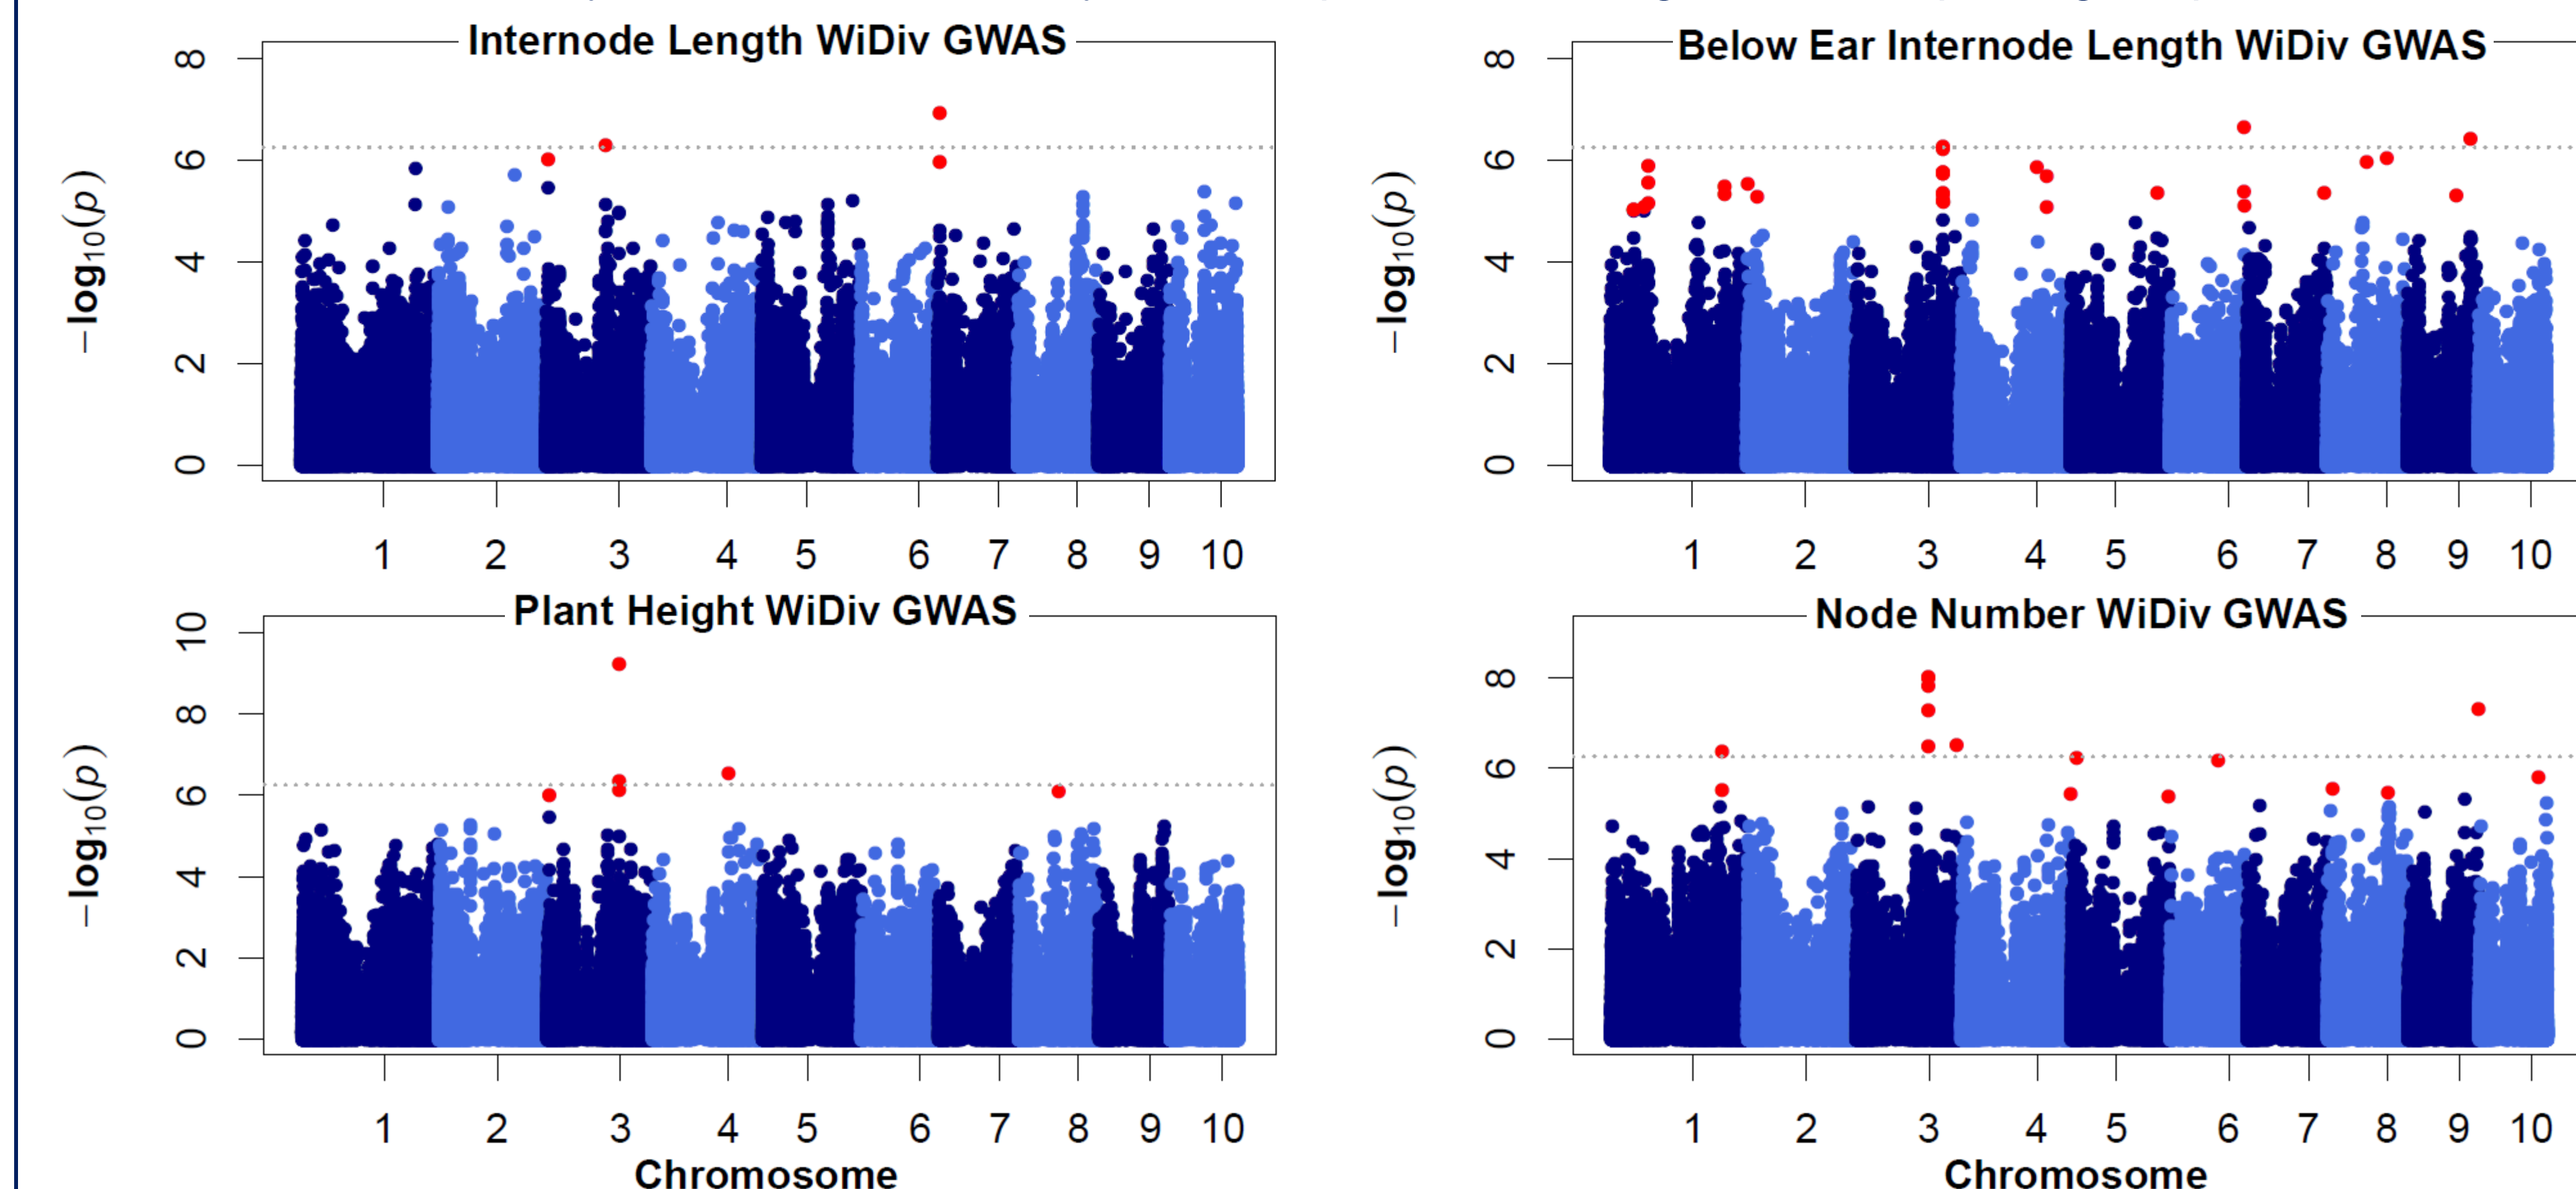 Internode Length WiDiv GWAS
8
6
4
2
0
−log10(p)
1 2 3 4 5 6 7 8 9 10
Below Ear Internode Length WiDiv GWAS
8
6
4
2
0
−log10(p)
1 2 3 4 5 6 7 8 9 10
Plant Height WiDiv GWAS
10
8
6
4
2
0
−log10(p)
1 2 3 4 5 6 7 8 9 10
Chromosome
Node Number WiDiv GWAS
8
6
4
2
0
−log10(p)
1 2 3 4 5 6 7 8 9 10
Chromosome